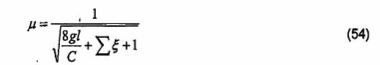 μ = 1 / √(8gl/C + ∑ξ + 1) (54)